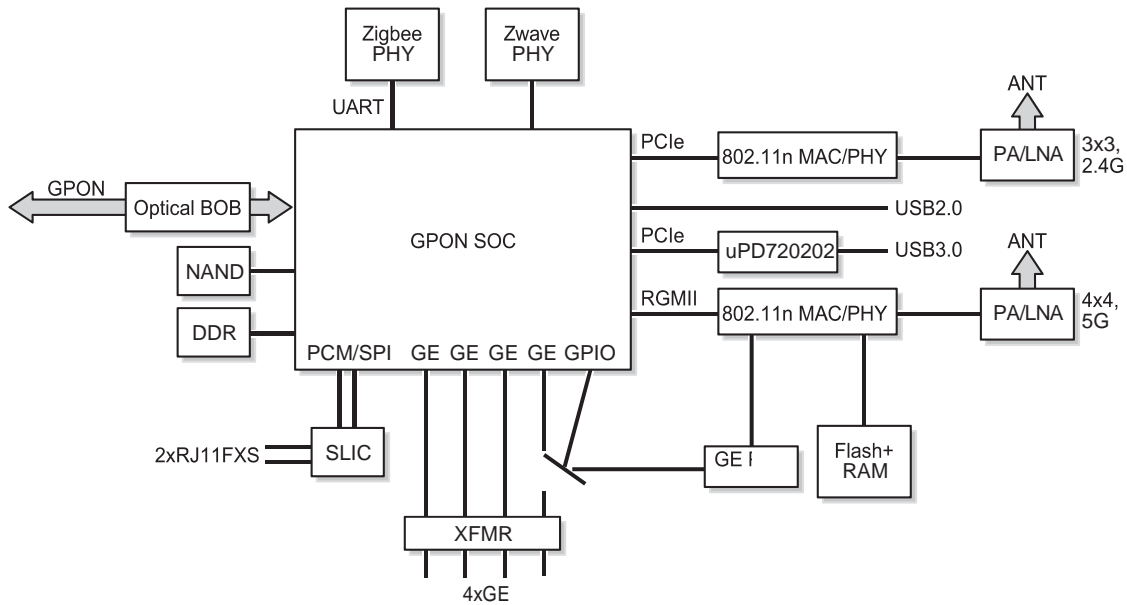 Zigbee
PHY
Zwave
PHY
UART
ANT
PCIe
802.11n MAC/PHY
PA/LNA
3x3,
2.4G
GPON
Optical BOB
USB2.0
GPON SOC
PCIe
uPD720202
USB3.0
ANT
NAND
RGMII
802.11n MAC/PHY
PA/LNA
4x4,
5G
DDR
PCM/SPI
GE
GE
GE
GE
GPIO
2xRJ11FXS
SLIC
GE
Flash+
RAM
XFMR
4xGE